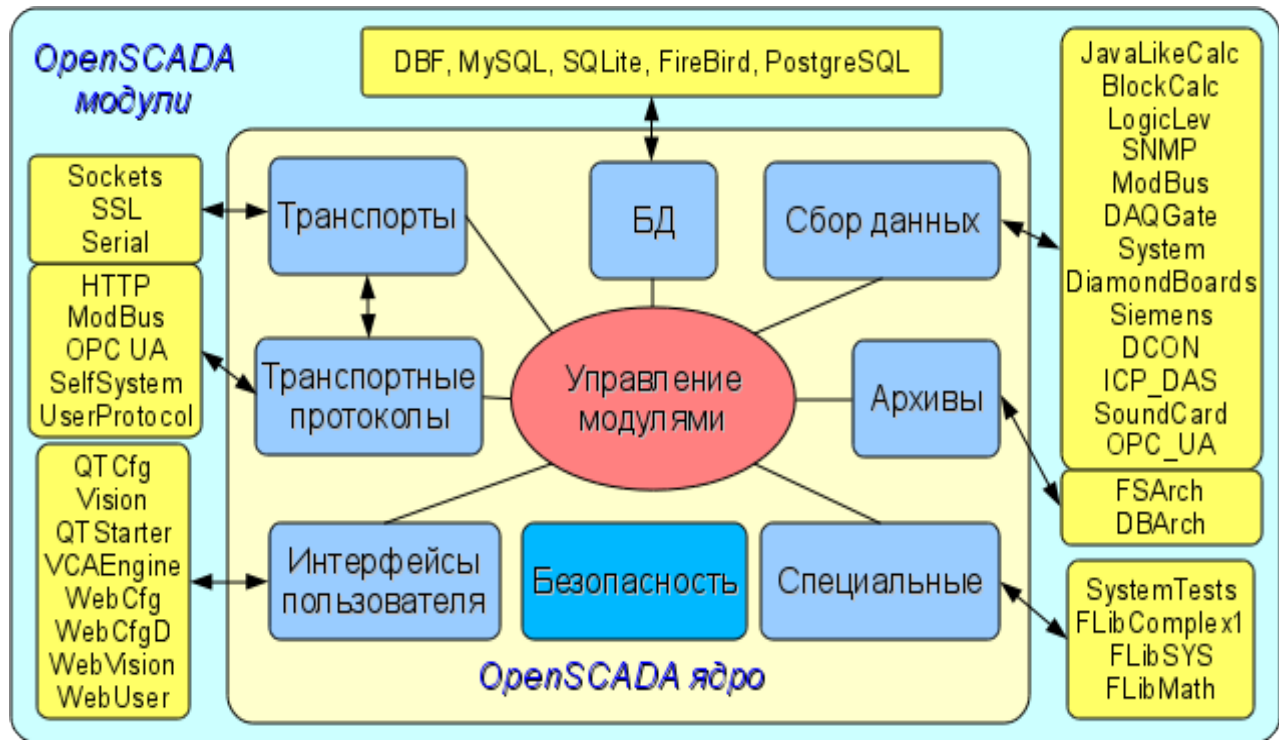 OpenSCADA
модули
DBF, MySQL, SQLite, FireBird, PostgreSQL
JavaLikeCalc
BlockCalc
LogicLev
SNMP
ModBus
DAQGate
System
DiamondBoards
Siemens
DCON
ICP_DAS
SoundCard
OPC_UA
Sockets
SSL
Serial
Транспорты
БД
Сбор данных
HTTP
ModBus
OPC UA
SelfSystem
UserProtocol
Транспортные
протоколы
Управление
модулями
Архивы
FSArch
DBArch
QTCfg
Vision
QTStarter
VCAEngine
WebCfg
WebCfgD
WebVision
WebUser
Интерфейсы
пользователя
Безопасность
Специальные
SystemTests
FLibComplex1
FLibSYS
FLibMath
OpenSCADA ядро